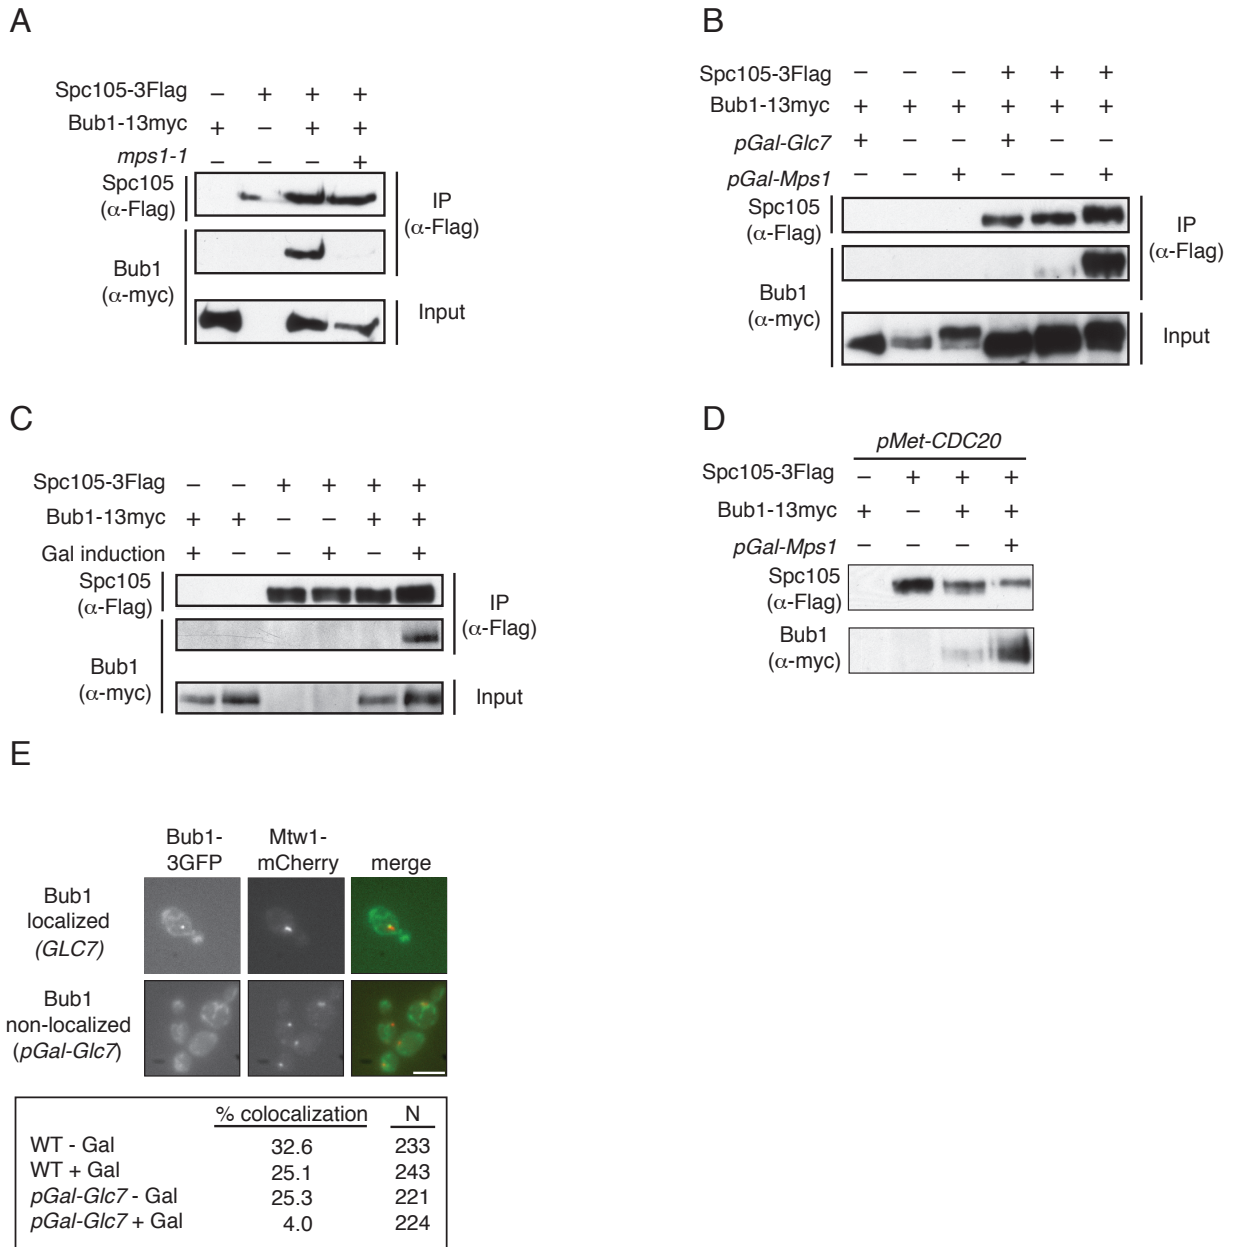 A
Spc105-3Flag – + + +
Bub1-13myc + – + +
mps1-1 – – – +
Spc105
(α-Flag)
IP
(α-Flag)
Bub1
(α-myc)
Input
B
Spc105-3Flag – – – + + +
Bub1-13myc + + + + + +
pGal-Glc7 + – – + – –
pGal-Mps1 – – + – – +
Spc105
(α-Flag)
IP
(α-Flag)
Bub1
(α-myc)
Input
C
Spc105-3Flag – – + + + +
Bub1-13myc + + – – + +
Gal induction + – – + – +
Spc105
(α-Flag)
IP
(α-Flag)
Bub1
(α-myc)
Input
D
pMet-CDC20
Spc105-3Flag – + + +
Bub1-13myc + – + +
pGal-Mps1 – – – +
Spc105
(α-Flag)
Bub1
(α-myc)
E
Bub1-
3GFP
Mtw1-
mCherry
merge
Bub1
localized
(GLC7)
Bub1
non-localized
(pGal-Glc7)
% colocalization N
WT - Gal 32.6 233
WT + Gal 25.1 243
pGal-Glc7 - Gal 25.3 221
pGal-Glc7 + Gal 4.0 224